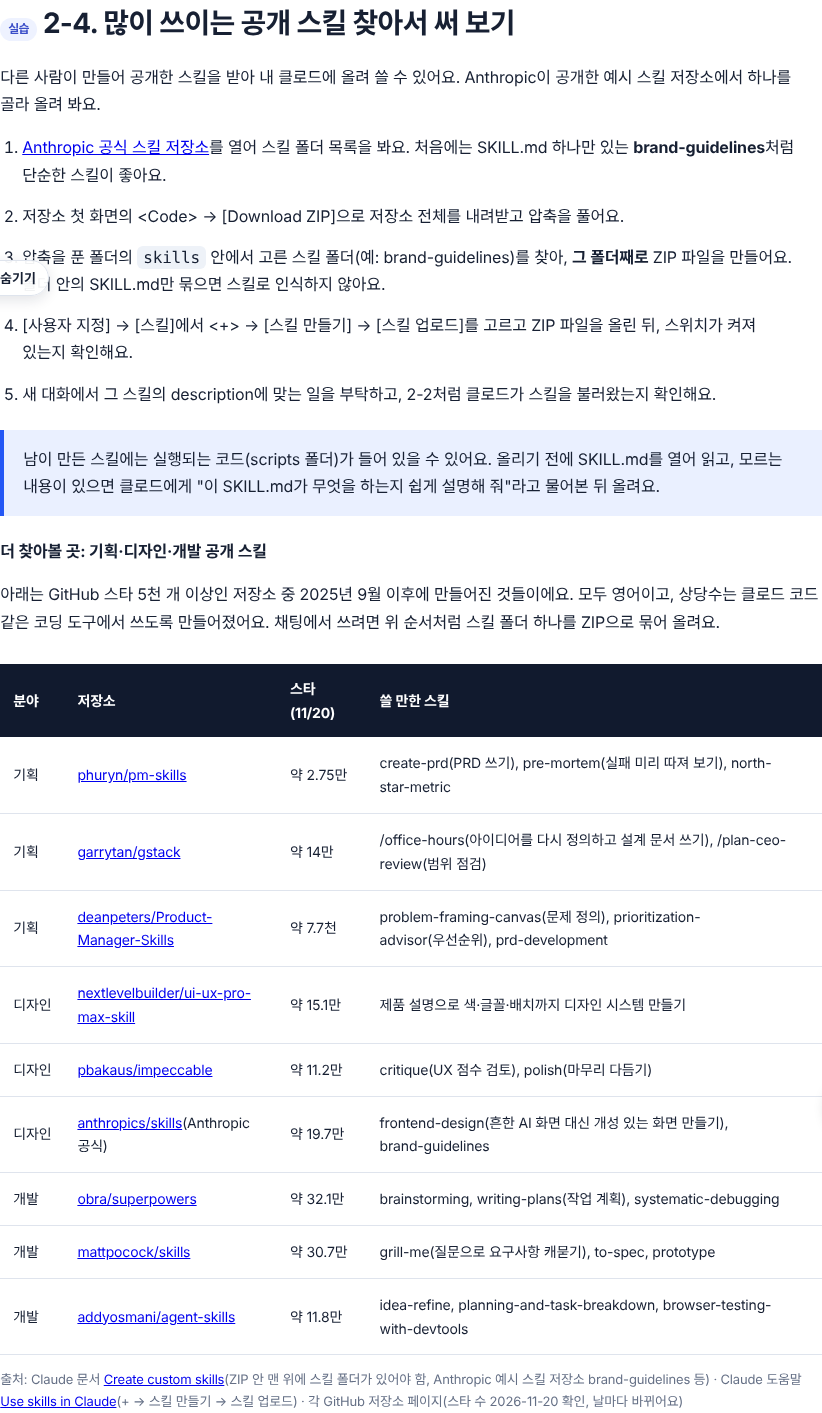 실습 2-4. 많이 쓰이는 공개 스킬 찾아서 써 보기
다른 사람이 만들어 공개한 스킬을 받아 내 클로드에 올려 쓸 수 있어요. Anthropic이 공개한 예시 스킬 저장소에서 하나를
골라 올려 봐요.
1. Anthropic 공식 스킬 저장소를 열어 스킬 폴더 목록을 봐요. 처음에는 SKILL.md 하나만 있는 brand-guidelines처럼
단순한 스킬이 좋아요.
2. 저장소 첫 화면의 <Code> → [Download ZIP]으로 저장소 전체를 내려받고 압축을 풀어요.
3. 압축을 푼 폴더의 skills 안에서 고른 스킬 폴더(예: brand-guidelines)를 찾아, 그 폴더째로 ZIP 파일을 만들어요.
숨기기
안의 SKILL.md만 묶으면 스킬로 인식하지 않아요.
4. [사용자 지정] → [스킬]에서 <+> → [스킬 만들기] → [스킬 업로드]를 고르고 ZIP 파일을 올린 뒤, 스위치가 켜져
있는지 확인해요.
5. 새 대화에서 그 스킬의 description에 맞는 일을 부탁하고, 2-2처럼 클로드가 스킬을 불러왔는지 확인해요.
남이 만든 스킬에는 실행되는 코드(scripts 폴더)가 들어 있을 수 있어요. 올리기 전에 SKILL.md를 열어 읽고, 모르는
내용이 있으면 클로드에게 "이 SKILL.md가 무엇을 하는지 쉽게 설명해 줘"라고 물어본 뒤 올려요.
더 찾아볼 곳: 기획·디자인·개발 공개 스킬
아래는 GitHub 스타 5천 개 이상인 저장소 중 2025년 9월 이후에 만들어진 것들이에요. 모두 영어이고, 상당수는 클로드 코드
같은 코딩 도구에서 쓰도록 만들어졌어요. 채팅에서 쓰려면 위 순서처럼 스킬 폴더 하나를 ZIP으로 묶어 올려요.
분야 저장소 스타 (11/20) 쓸 만한 스킬
기획 phuryn/pm-skills 약 2.75만 create-prd(PRD 쓰기), pre-mortem(실패 미리 따져 보기), north-
star-metric
기획 garrytan/gstack 약 14만 /office-hours(아이디어를 다시 정의하고 설계 문서 쓰기), /plan-ceo-
review(범위 점검)
기획 deanpeters/Product- 약 7.7천 problem-framing-canvas(문제 정의), prioritization-
Manager-Skills advisor(우선순위), prd-development
디자인 nextlevelbuilder/ui-ux-pro- 약 15.1만 제품 설명으로 색·글꼴·배치까지 디자인 시스템 만들기
max-skill
디자인 pbakaus/impeccable 약 11.2만 critique(UX 점수 검토), polish(마무리 다듬기)
디자인 anthropics/skills(Anthropic 약 19.7만 frontend-design(흔한 AI 화면 대신 개성 있는 화면 만들기),
공식) brand-guidelines
개발 obra/superpowers 약 32.1만 brainstorming, writing-plans(작업 계획), systematic-debugging
개발 mattpocock/skills 약 30.7만 grill-me(질문으로 요구사항 캐묻기), to-spec, prototype
개발 addyosmani/agent-skills 약 11.8만 idea-refine, planning-and-task-breakdown, browser-testing-
with-devtools
출처: Claude 문서 Create custom skills(ZIP 안 맨 위에 스킬 폴더가 있어야 함, Anthropic 예시 스킬 저장소 brand-guidelines 등) · Claude 도움말
Use skills in Claude(+ → 스킬 만들기 → 스킬 업로드) · 각 GitHub 저장소 페이지(스타 수 2026-11-20 확인, 날마다 바뀌어요)